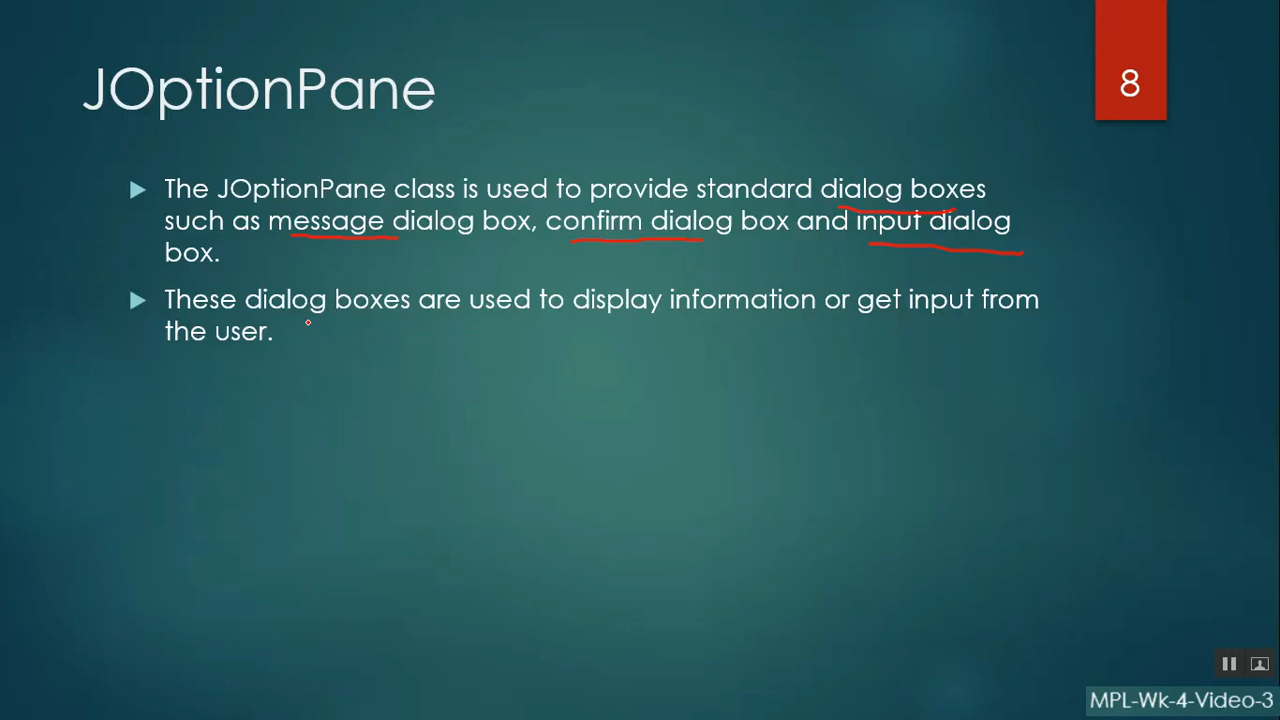 JOptionPane
8
The JOptionPane class is used to provide standard dialog boxes
such as message dialog box, confirm dialog box and input dialog
box.
These dialog boxes are used to display information or get input from
the user.
MPL-Wk-4-Video-3